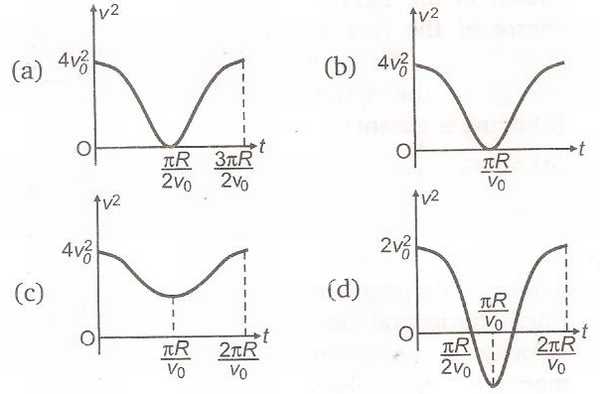 (a)
v²
4v₀²
O
πR/2v₀
3πR/2v₀
t
(b)
v²
4v₀²
O
πR/v₀
t
(c)
v²
4v₀²
O
πR/v₀
2πR/v₀
t
(d)
v²
2v₀²
O
πR/2v₀
πR/v₀
2πR/v₀
t